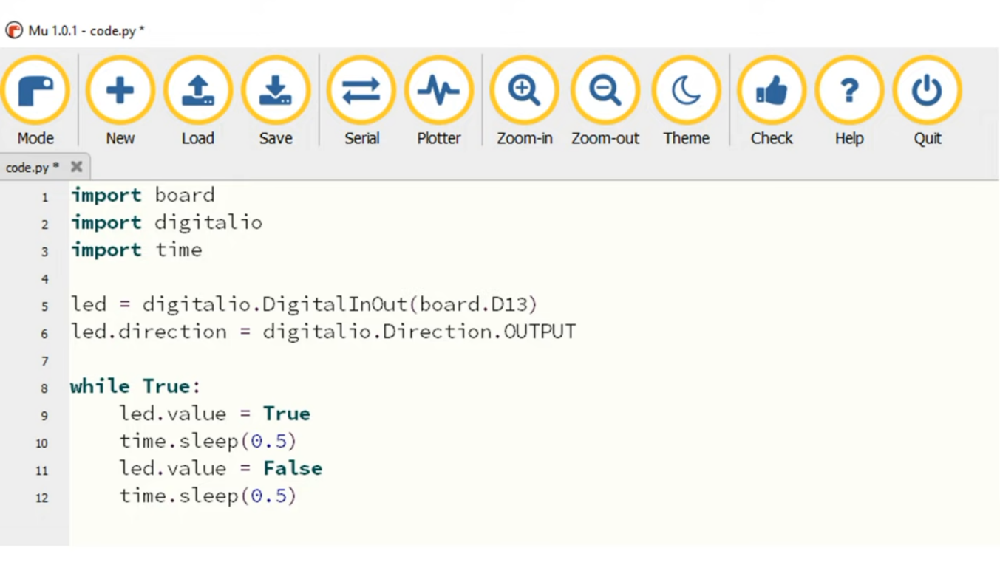 Mu 1.0.1 - code.py *
Mode New Load Save Serial Plotter Zoom-in Zoom-out Theme Check Help Quit
code.py *
1 import board
2 import digitalio
3 import time
4
5 led = digitalio.DigitalInOut(board.D13)
6 led.direction = digitalio.Direction.OUTPUT
7
8 while True:
9     led.value = True
10     time.sleep(0.5)
11     led.value = False
12     time.sleep(0.5)